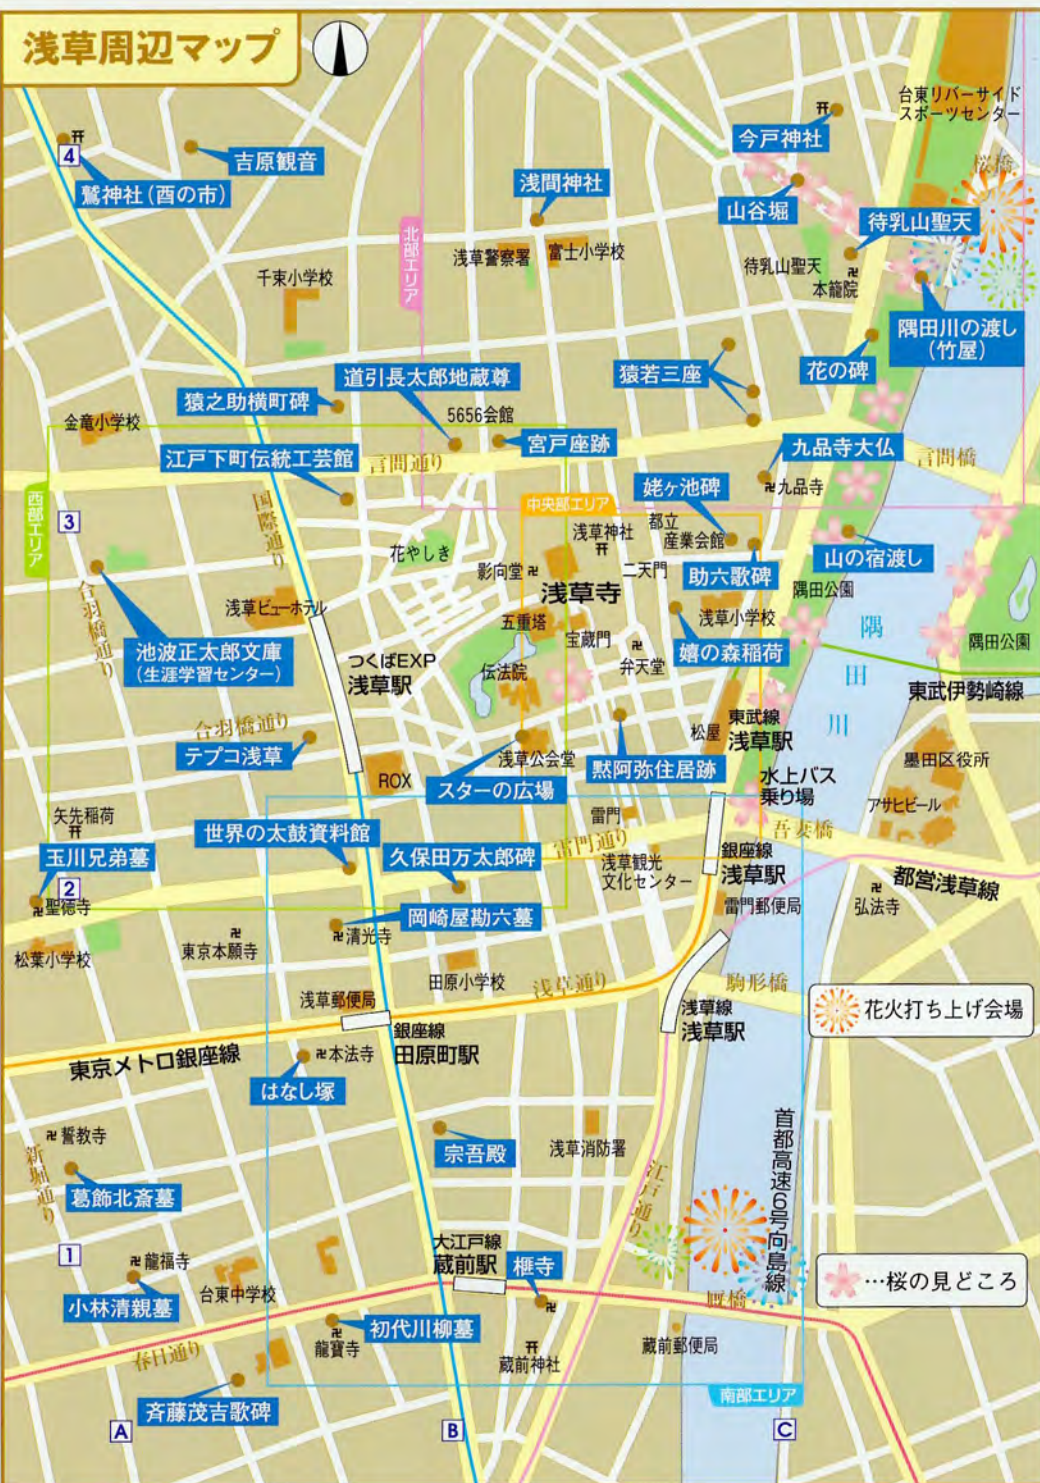 浅草周辺マップ
台東リバーサイド
スポーツセンター
今戸神社
桜橋
4
吉原観音
鷲神社(酉の市)
浅間神社
山谷堀
待乳山聖天
北部エリア
浅草警察署
富士小学校
待乳山聖天
本龍院
千束小学校
隅田川の渡し
(竹屋)
花の碑
猿若三座
道引長太郎地蔵尊
猿之助横町碑
5656会館
金竜小学校
宮戸座跡
九品寺大仏
江戸下町伝統工芸館
言問通り
言問橋
姥ヶ池碑
九品寺
西部エリア
国際通り
中央部エリア
3
浅草神社
都立
産業会館
山の宿渡し
花やしき
影向堂
二天門
助六歌碑
浅草寺
隅田公園
合羽橋通り
浅草ビューホテル
五重塔
浅草小学校
宝蔵門
隅田川
隅田公園
池波正太郎文庫
(生涯学習センター)
つくばEXP
浅草駅
伝法院
弁天堂
嬉の森稲荷
東武伊勢崎線
合羽橋通り
東武線
浅草駅
松屋
テプコ浅草
浅草公会堂
黙阿弥住居跡
墨田区役所
ROX
スターの広場
水上バス
乗り場
アサヒビール
矢先稲荷
世界の太鼓資料館
雷門
雷門通り
吾妻橋
玉川兄弟墓
久保田万太郎碑
浅草観光
文化センター
銀座線
浅草駅
都営浅草線
2
聖徳寺
岡崎屋勘六墓
雷門郵便局
弘法寺
清光寺
松葉小学校
東京本願寺
田原小学校
浅草通り
駒形橋
浅草郵便局
浅草線
浅草駅
花火打ち上げ会場
銀座線
田原町駅
東京メトロ銀座線
本法寺
はなし塚
首都高速6号向島線
誓教寺
新堀通り
宗吾殿
浅草消防署
江戸通り
葛飾北斎墓
1
大江戸線
蔵前駅
龍福寺
榧寺
…桜の見どころ
台東中学校
小林清親墓
厩橋
初代川柳墓
龍寶寺
蔵前郵便局
春日通り
蔵前神社
斉藤茂吉歌碑
南部エリア
A
B
C